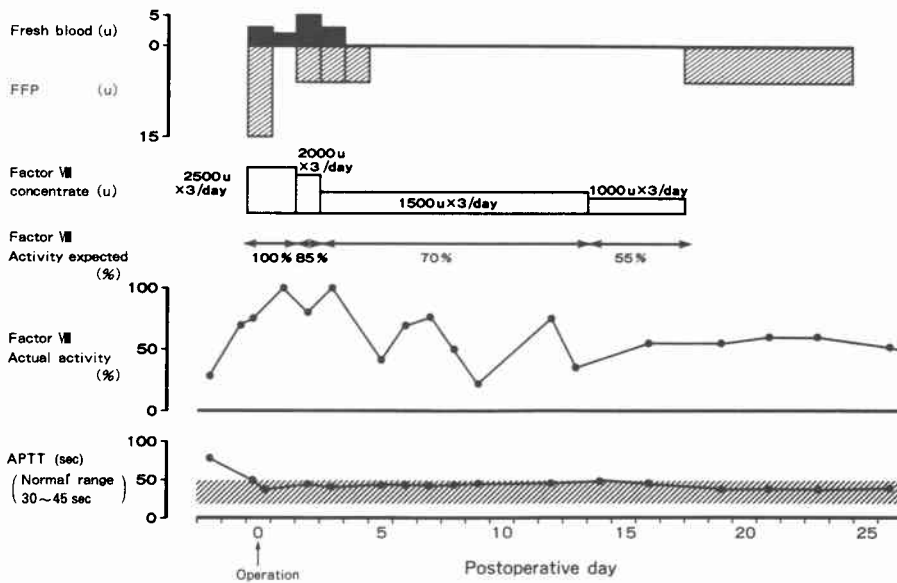 5
Fresh blood (u)
0
FFP (u)
15
2000u
×3/day
2500u
×3/day
Factor Ⅷ
concentrate (u)
1000u×3/day
1500u×3/day
Factor Ⅷ
Activity expected
(%)
100% 85% 70% 55%
100
Factor Ⅷ
Actual activity
(%)
50
0
100
APTT (sec)
(Normal range
30~45 sec)
50
0
0 5 10 15 20 25
Operation
Postoperative day